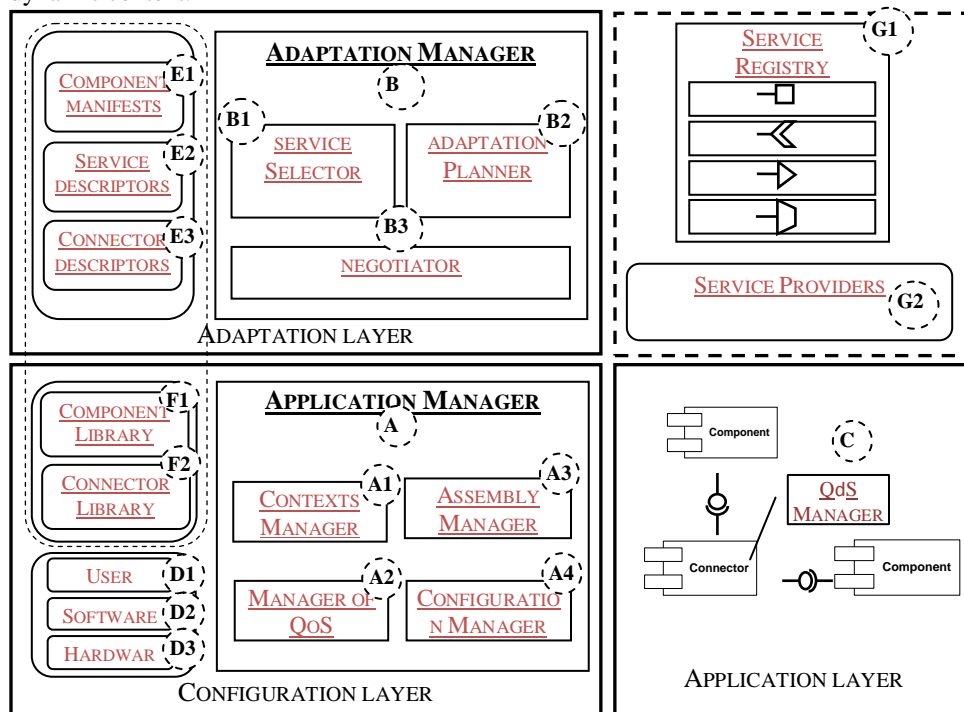 ADAPTATION MANAGER
B
E1
COMPONENT
MANIFESTS
E2
SERVICE
DESCRIPTORS
E3
CONNECTOR
DESCRIPTORS
B1
SERVICE
SELECTOR
B2
ADAPTATION
PLANNER
B3
NEGOTIATOR
ADAPTATION LAYER
G1
SERVICE
REGISTRY
SERVICE PROVIDERS
G2
F1
COMPONENT
LIBRARY
F2
CONNECTOR
LIBRARY
USER
D1
SOFTWARE
D2
HARDWAR
D3
APPLICATION MANAGER
A
A1
CONTEXTS
MANAGER
A3
ASSEMBLY
MANAGER
A2
MANAGER OF
QOS
A4
CONFIGURATIO
N MANAGER
CONFIGURATION LAYER
Component
C
QdS
MANAGER
Connector
Component
APPLICATION LAYER